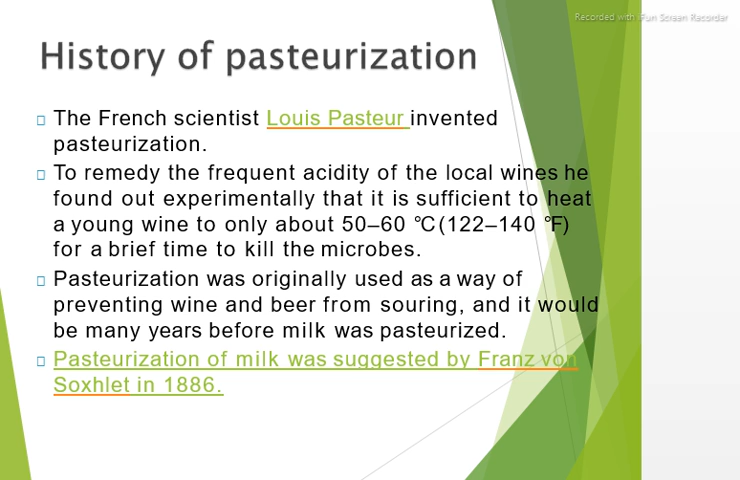 Recorded with iFun Screen Recorder
History of pasteurization
The French scientist Louis Pasteur invented
pasteurization.
To remedy the frequent acidity of the local wines he
found out experimentally that it is sufficient to heat
a young wine to only about 50–60 °C(122–140 °F)
for a brief time to kill the microbes.
Pasteurization was originally used as a way of
preventing wine and beer from souring, and it would
be many years before milk was pasteurized.
Pasteurization of milk was suggested by Franz von
Soxhlet in 1886.